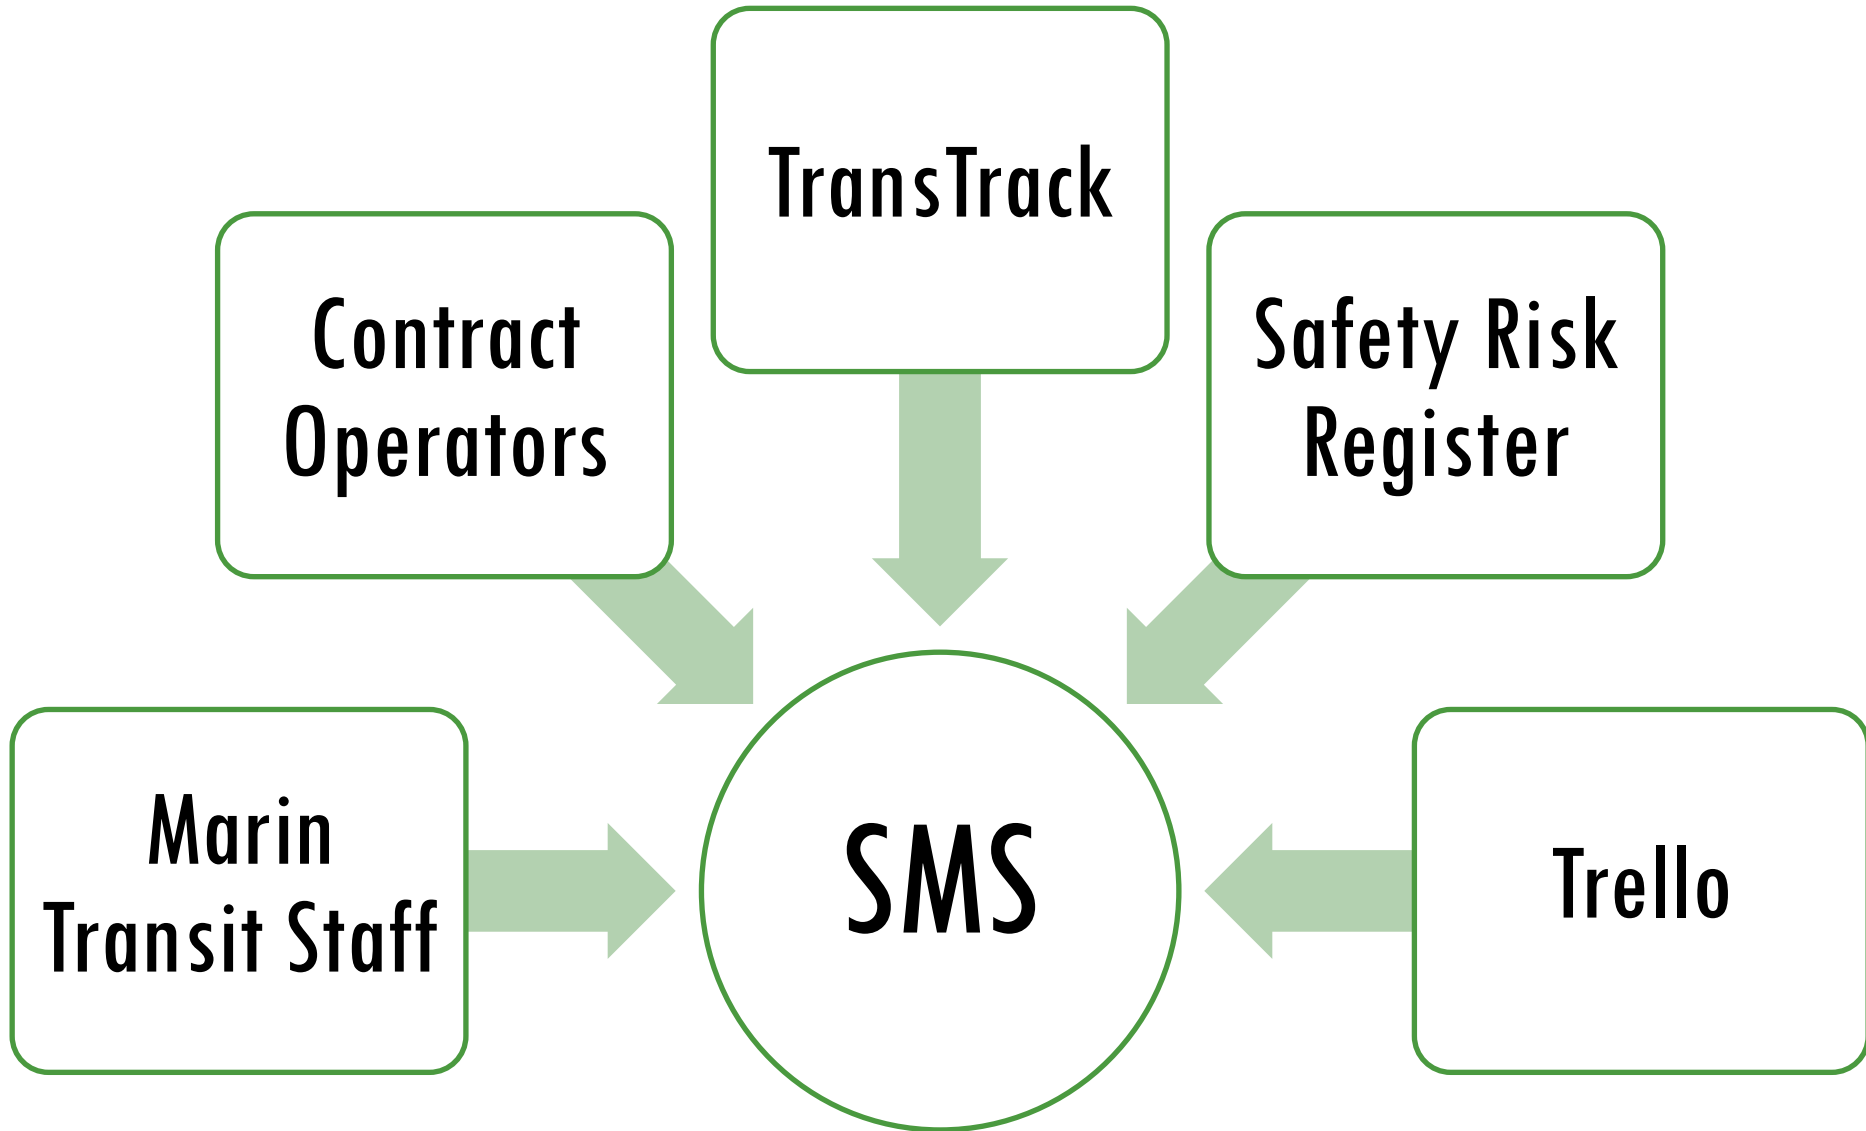 TransTrack
Contract
Operators
Safety Risk
Register
Marin
Transit Staff
SMS
Trello